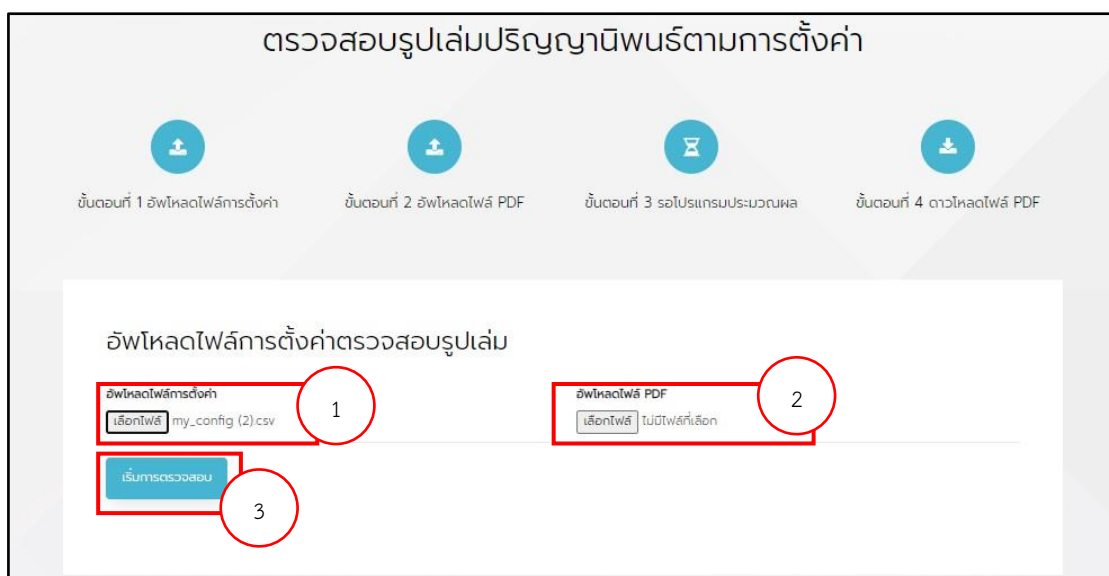 ตรวจสอบรูปเล่มปริญญานิพนธ์ตามการตั้งค่า
ขั้นตอนที่ 1 อัพโหลดไฟล์การตั้งค่า
ขั้นตอนที่ 2 อัพโหลดไฟล์ PDF
ขั้นตอนที่ 3 รอโปรแกรมประมวณผล
ขั้นตอนที่ 4 ดาวโหลดไฟล์ PDF
อัพโหลดไฟล์การตั้งค่าตรวจสอบรูปเล่ม
อัพโหลดไฟล์การตั้งค่า
เลือกไฟล์ my_config (2).csv
1
อัพโหลดไฟล์ PDF
เลือกไฟล์ ไม่มีไฟล์ที่เลือก
2
เริ่มการตรวจสอบ
3